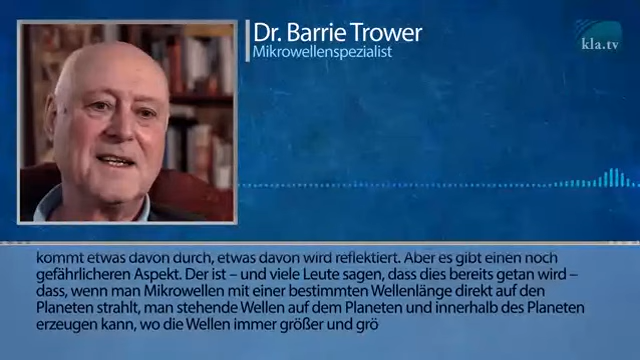 Dr. Barrie Trower
Mikrowellenspezialist
kla.tv
kommt etwas davon durch, etwas davon wird reflektiert. Aber es gibt einen noch
gefährlicheren Aspekt. Der ist – und viele Leute sagen, dass dies bereits getan wird –
dass, wenn man Mikrowellen mit einer bestimmten Wellenlänge direkt auf den
Planeten strahlt, man stehende Wellen auf dem Planeten und innerhalb des Planeten
erzeugen kann, wo die Wellen immer größer und grö